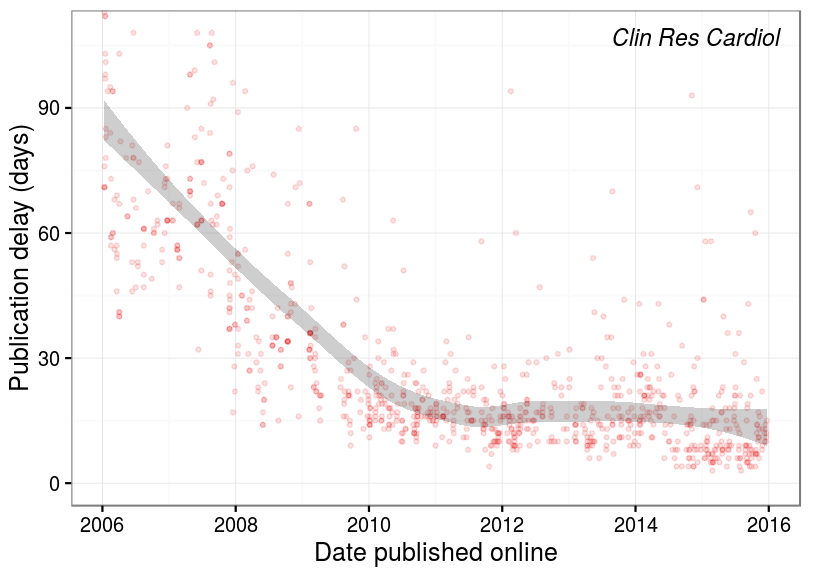 Clin Res Cardiol
Publication delay (days)
90
60
30
0
2006 2008 2010 2012 2014 2016
Date published online